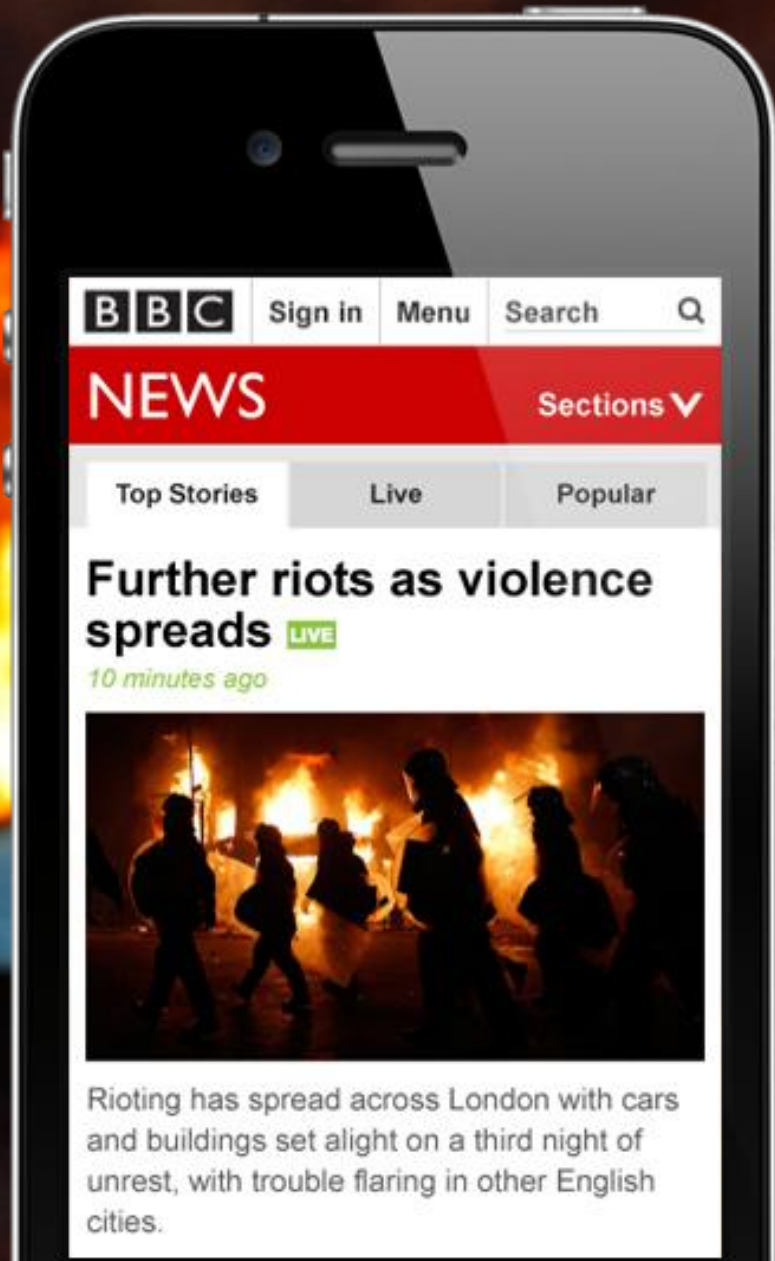 BBC Sign in Menu Search
NEWS Sections
Top Stories Live Popular
Further riots as violence
spreads LIVE
10 minutes ago
Rioting has spread across London with cars
and buildings set alight on a third night of
unrest, with trouble flaring in other English
cities.